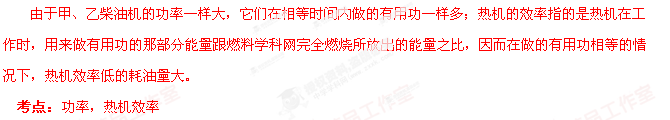 由于甲、乙柴油机的功率一样大，它们在相等时间内做的有用功一样多；热机的效率指的是热机在工
作时，用来做有用功的那部分能量跟燃料学科网完全燃烧所放出的能量之比，因而在做的有用功相等的情
况下，热机效率低的耗油量大。
考点：功率，热机效率